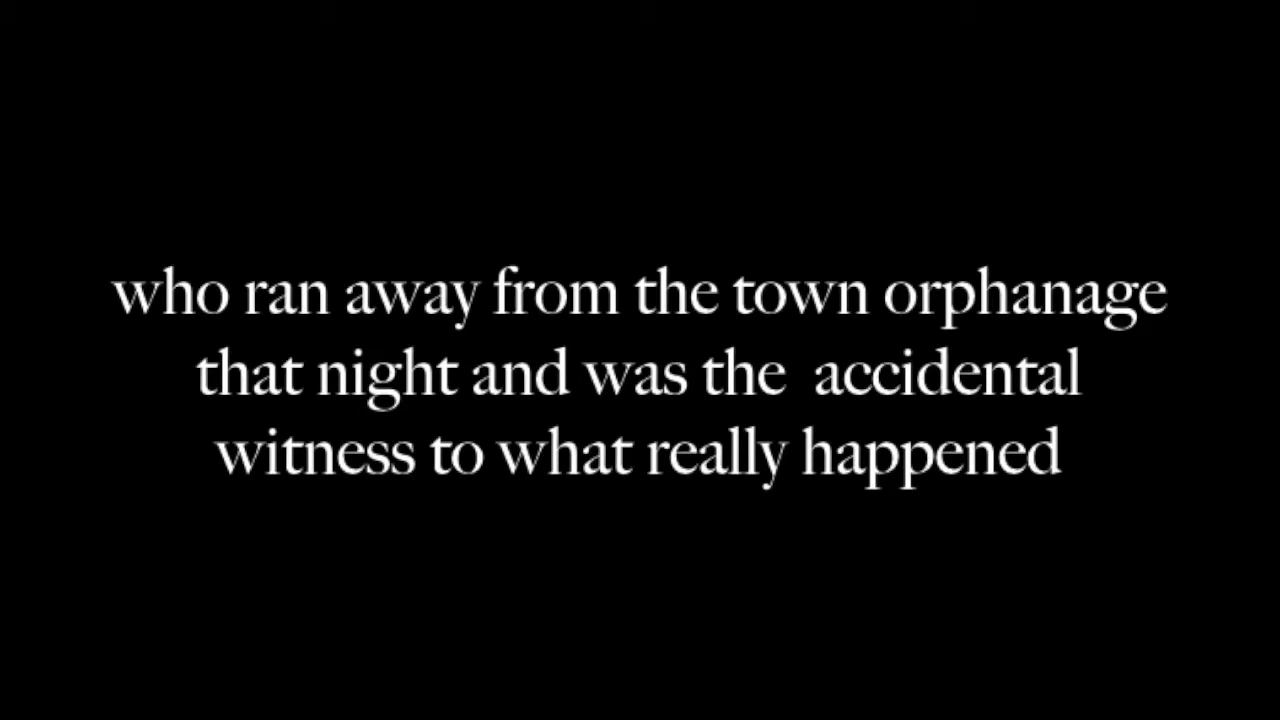 who ran away from the town orphanage
that night and was the  accidental
witness to what really happened